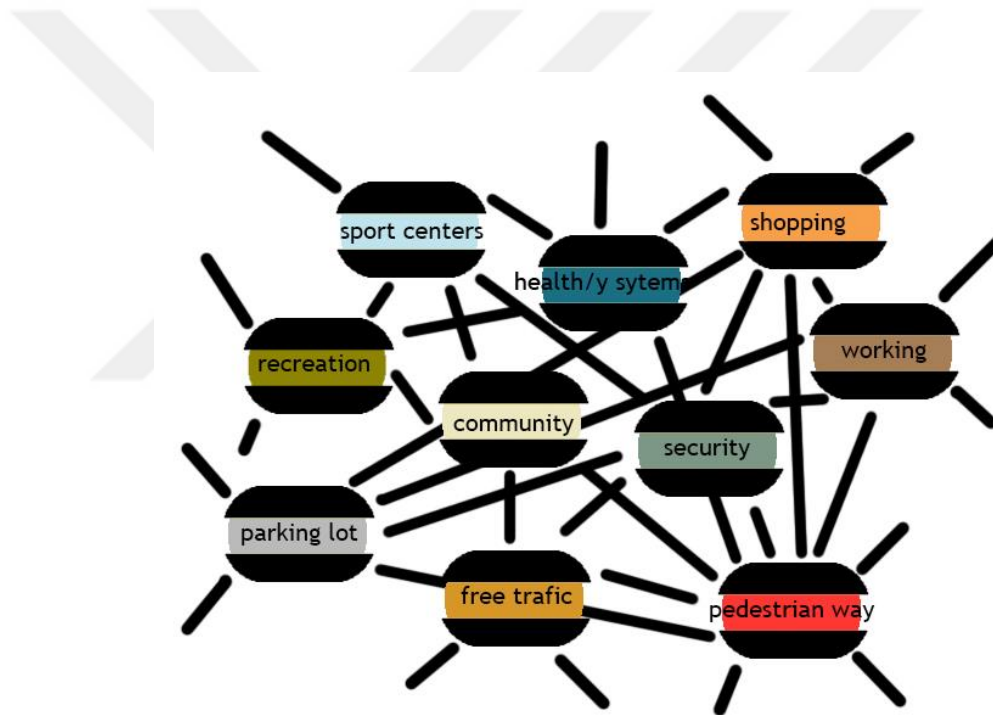 sport centers
shopping
health/y sytem
recreation
working
community
security
parking lot
free trafic
pedestrian way